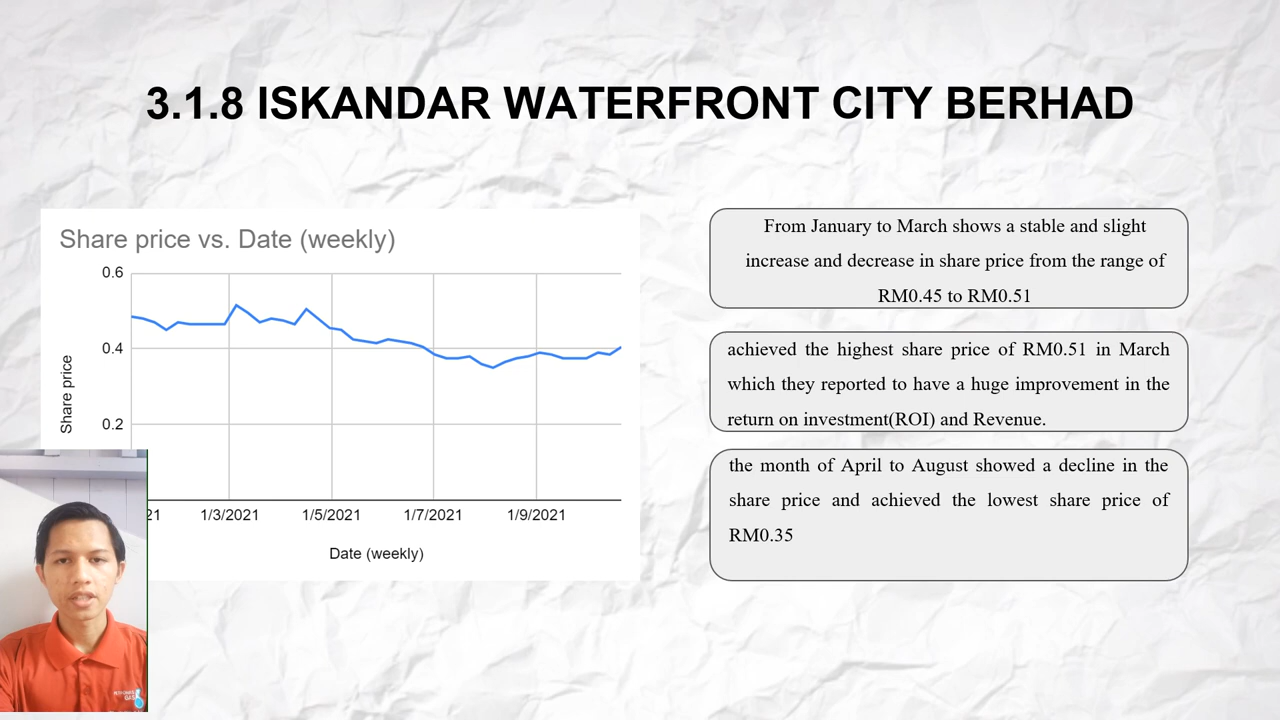 3.1.8 ISKANDAR WATERFRONT CITY BERHAD
Share price vs. Date (weekly)
0.6
0.4
0.2
Share price
21
1/3/2021
1/5/2021
1/7/2021
1/9/2021
Date (weekly)
From January to March shows a stable and slight
increase and decrease in share price from the range of
RM0.45 to RM0.51
achieved the highest share price of RM0.51 in March
which they reported to have a huge improvement in the
return on investment(ROI) and Revenue.
the month of April to August showed a decline in the
share price and achieved the lowest share price of
RM0.35